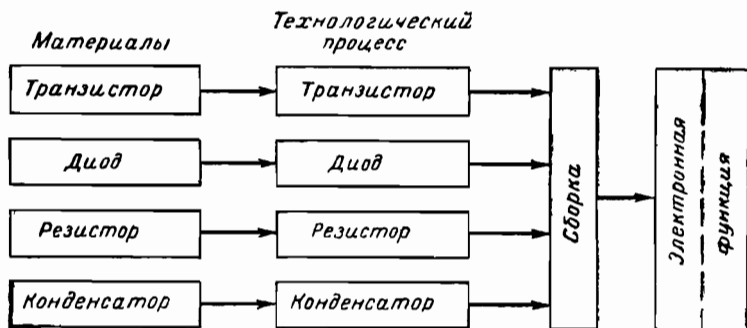 Материалы
Технологический
процесс
Транзистор
Транзистор
Диод
Диод
Резистор
Резистор
Конденсатор
Конденсатор
Сборка
Электронная
функция